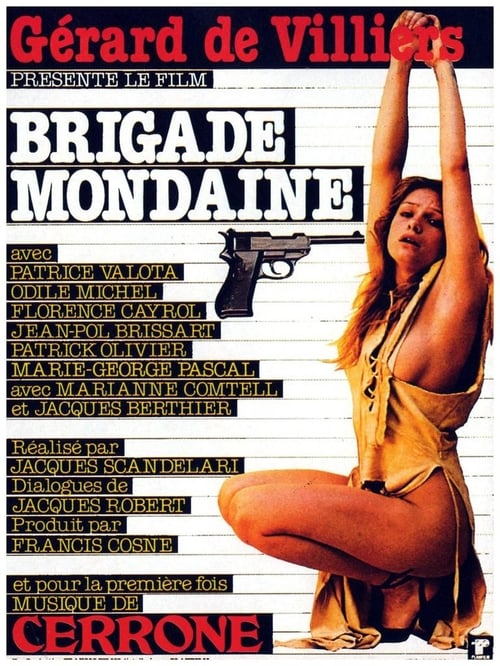 Gérard de Villiers
PRESENTE LE FILM
BRIGADE
MONDAINE
avec
PATRICE VALOTA
ODILE MICHEL
FLORENCE CAYROL
JEAN-POL BRISSART
PATRICK OLIVIER
MARIE-GEORGE PASCAL
avec MARIANNE COMTELL
et JACQUES BERTHIER
Réalisé par
JACQUES SCANDELARI
Dialogues de
JACQUES ROBERT
Produit par
FRANCIS COSNE
et pour la première fois
MUSIQUE DE
CERRONE